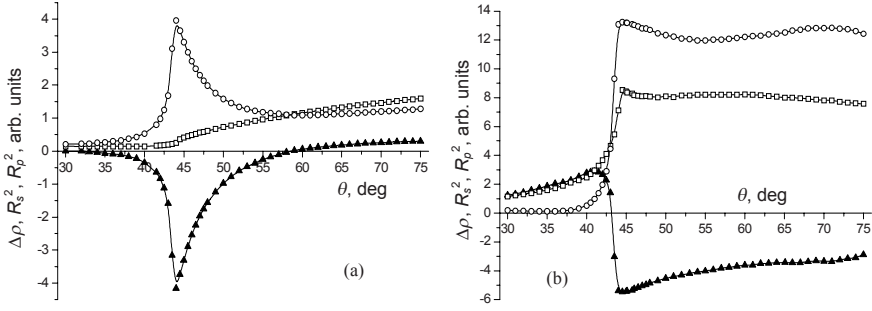 4
3
2
1
0
-1
-2
-3
-4
30 35 40 45 50 55 60 65 70 75
Δρ, R_s², R_p², arb. units
θ, deg
(a)
14
12
10
8
6
4
2
0
-2
-4
-6
30 35 40 45 50 55 60 65 70 75
Δρ, R_s², R_p², arb. units
θ, deg
(b)